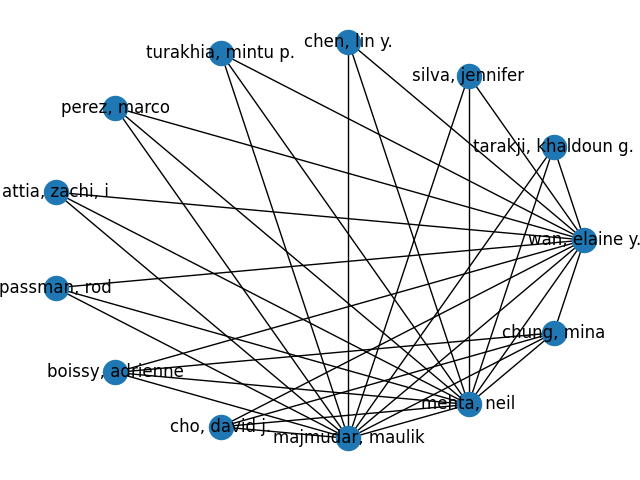 chen, lin y.
turakhia, mintu p.
silva, jennifer
perez, marco
tarakji, khaldoun g.
attia, zachi, i
wan, elaine y.
passman, rod
chung, mina
boissy, adrienne
mehta, neil
cho, david j.
majmudar, maulik